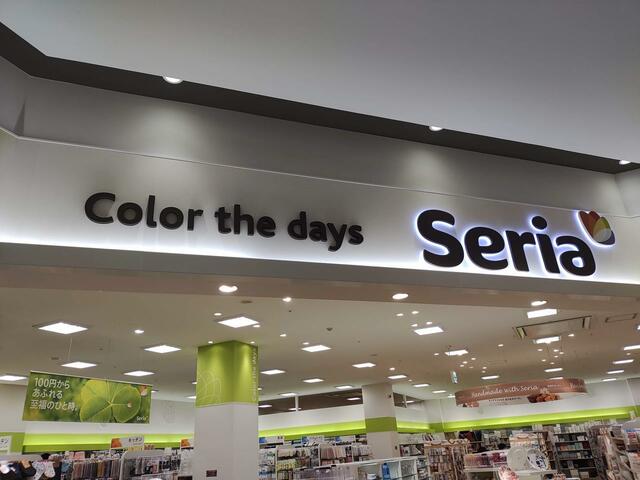 Color the days
Seria
100円から
あふれる
至福のひと時。
Seria
Handmade with Seria